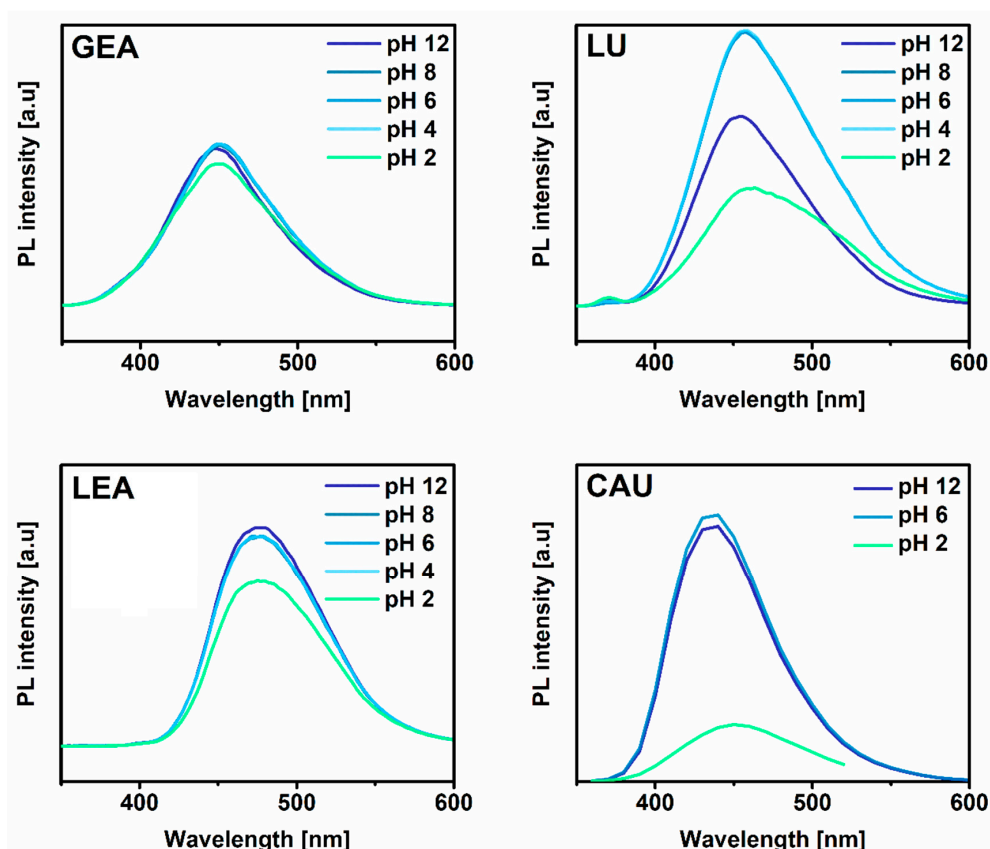 GEA
pH 12
pH 8
pH 6
pH 4
pH 2
PL intensity [a.u]
400
500
600
Wavelength [nm]
LU
pH 12
pH 8
pH 6
pH 4
pH 2
PL intensity [a.u]
400
500
600
Wavelength [nm]
LEA
pH 12
pH 8
pH 6
pH 4
pH 2
PL intensity [a.u]
400
500
600
Wavelength [nm]
CAU
pH 12
pH 6
pH 2
PL intensity [a.u]
400
500
600
Wavelength [nm]